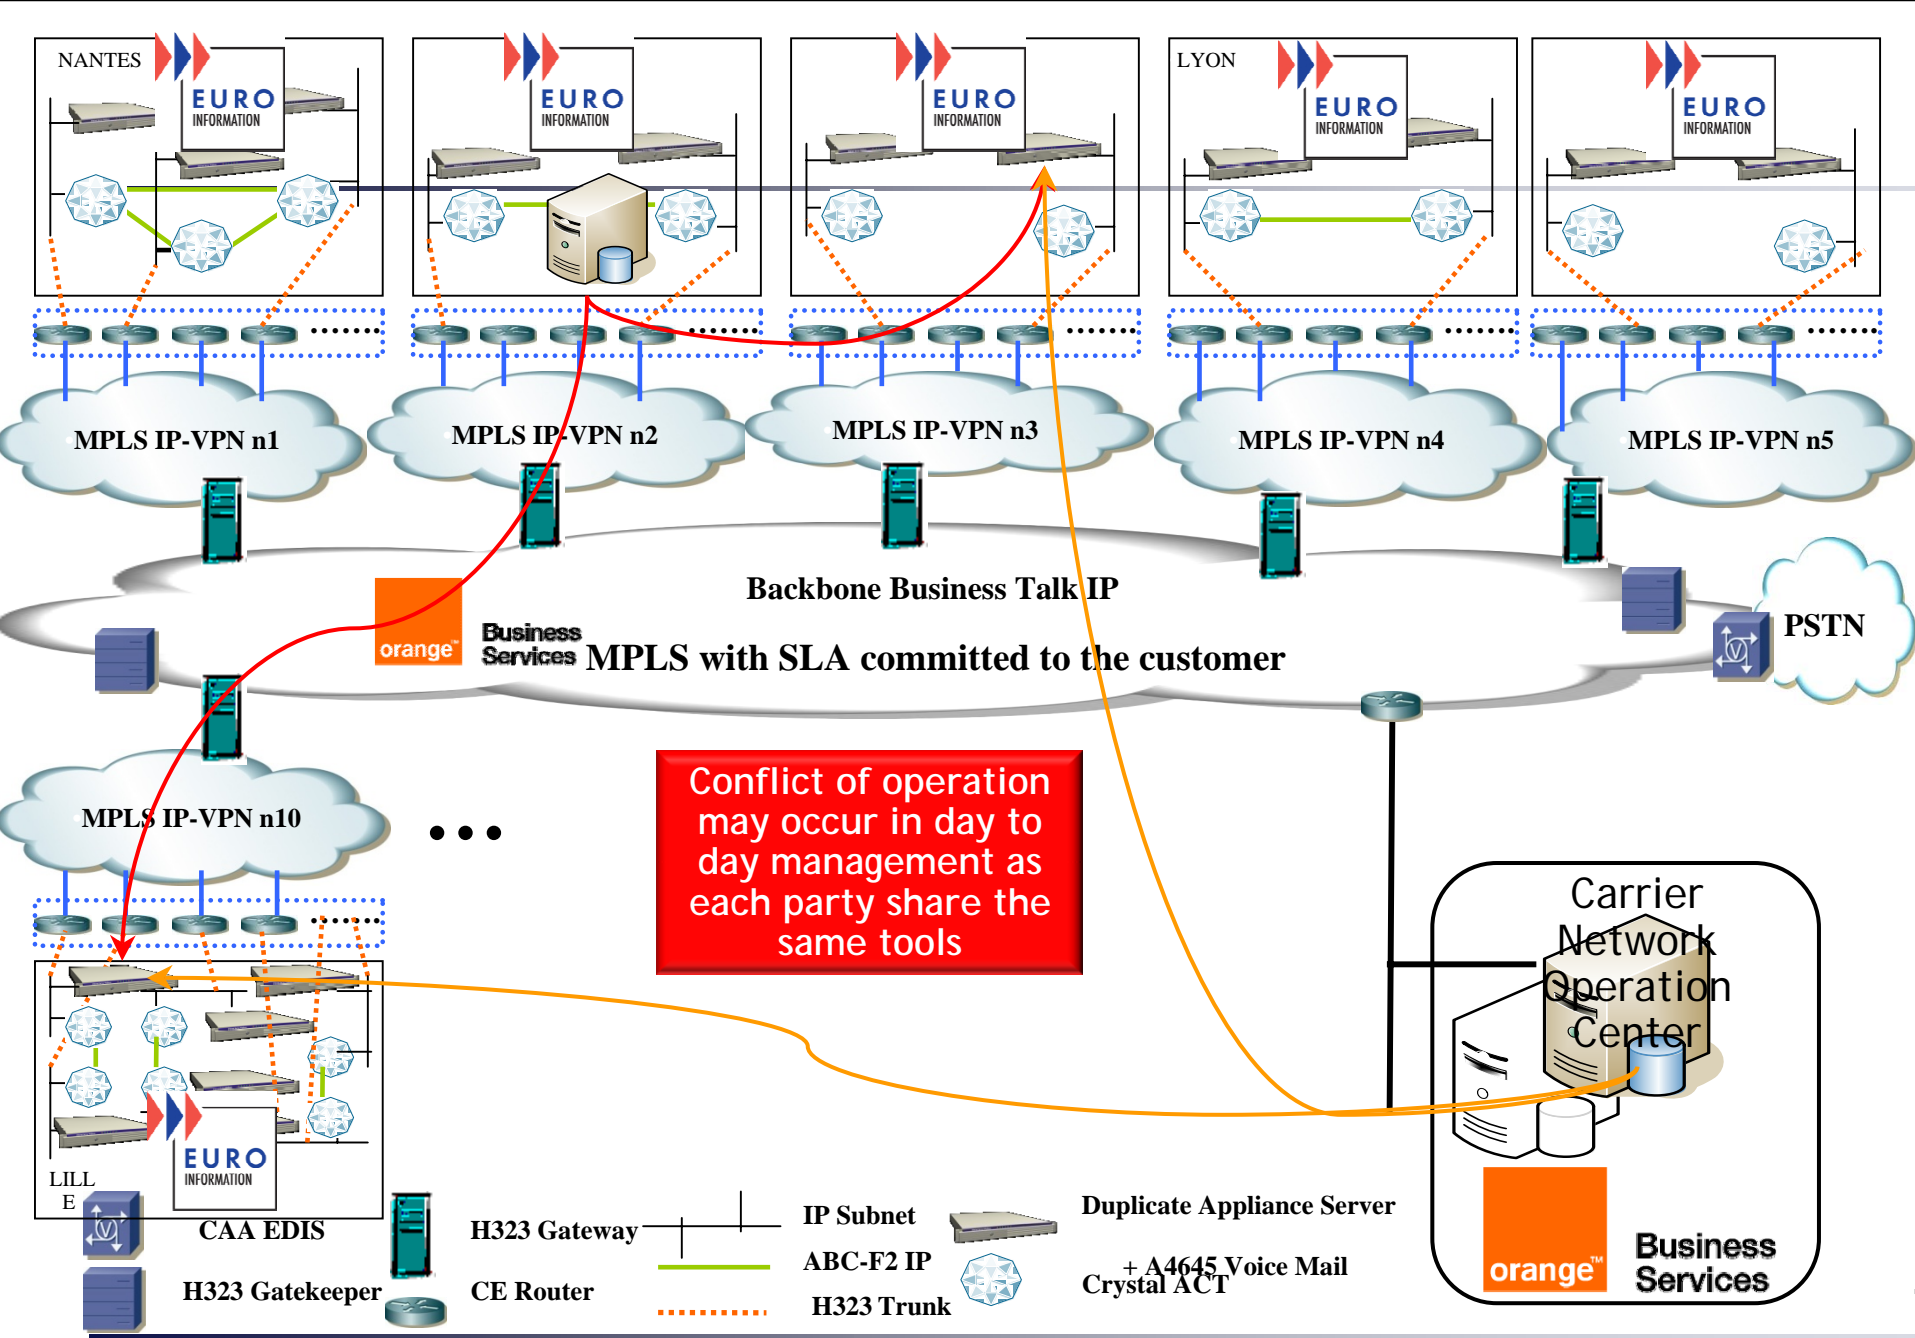 NANTES
EURO
INFORMATION
EURO
INFORMATION
EURO
INFORMATION
LYON
EURO
INFORMATION
EURO
INFORMATION
MPLS IP-VPN n1
MPLS IP-VPN n2
MPLS IP-VPN n3
MPLS IP-VPN n4
MPLS IP-VPN n5
Backbone Business Talk IP
orange™
Business
Services
MPLS with SLA committed to the customer
V
PSTN
MPLS IP-VPN n10
•••
Conflict of operation
may occur in day to
day management as
each party share the
same tools
Carrier
Network
Operation
Center
EURO
INFORMATION
LILL
E
orange™
Business
Services
V
CAA EDIS
H323 Gateway
IP Subnet
Duplicate Appliance Server
ABC-F2 IP
+ A4645 Voice Mail
H323 Gatekeeper
CE Router
H323 Trunk
Crystal ACT